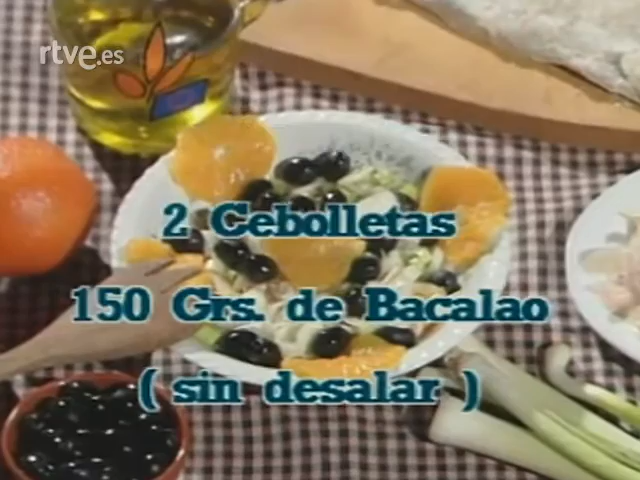 rtve.es
2 Cebolletas
150 Grs. de Bacalao
( sin desalar )